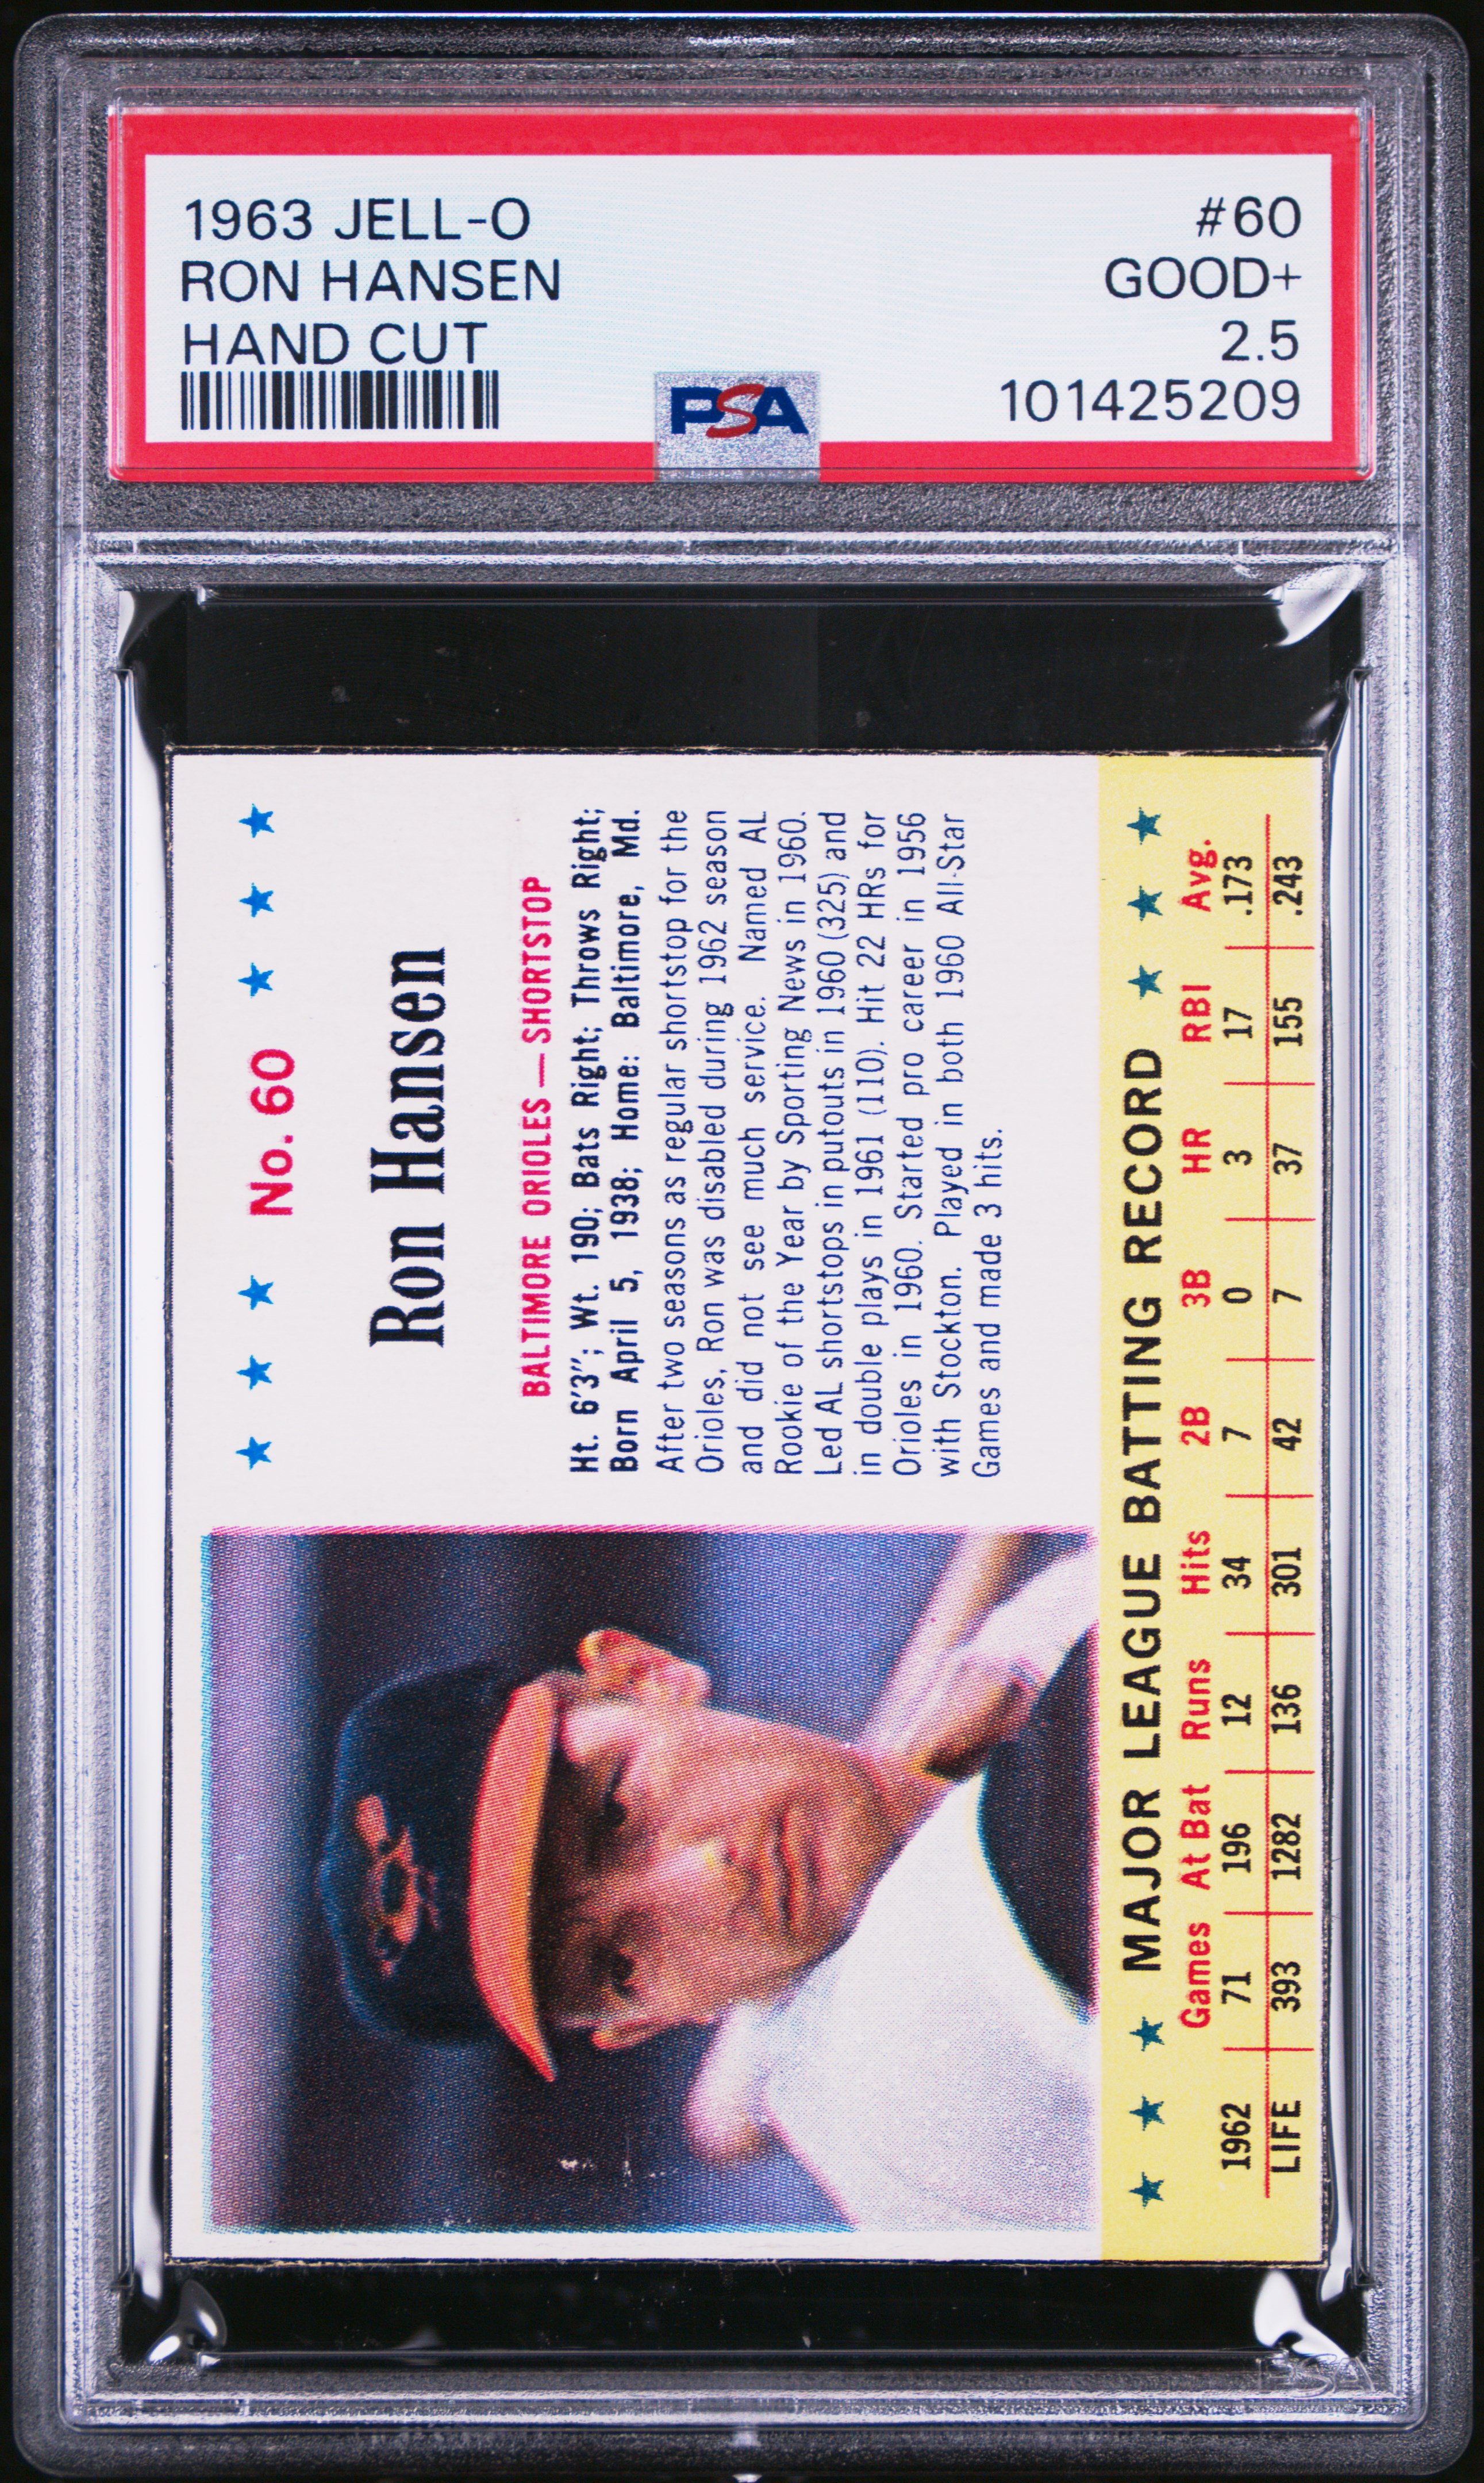 1963 JELL-O
RON HANSEN
HAND CUT
#60
GOOD+
2.5
101425209
PSA
No. 60
Ron Hansen
BALTIMORE ORIOLES — SHORTSTOP
Ht. 6'3"; Wt. 190; Bats Right; Throws Right;
Born April 5, 1938; Home: Baltimore, Md.
After two seasons as regular shortstop for the
Orioles, Ron was disabled during 1962 season
and did not see much service. Named AL
Rookie of the Year by Sporting News in 1960.
Led AL shortstops in putouts in 1960 (325) and
in double plays in 1961 (110). Hit 22 HRs for
Orioles in 1960. Started pro career in 1956
with Stockton. Played in both 1960 All-Star
Games and made 3 hits.
MAJOR LEAGUE BATTING RECORD
Games At Bat Runs Hits 2B 3B HR RBI Avg.
1962 71 196 12 34 7 0 3 17 .173
LIFE 393 1282 136 301 42 7 37 155 .243
PSA